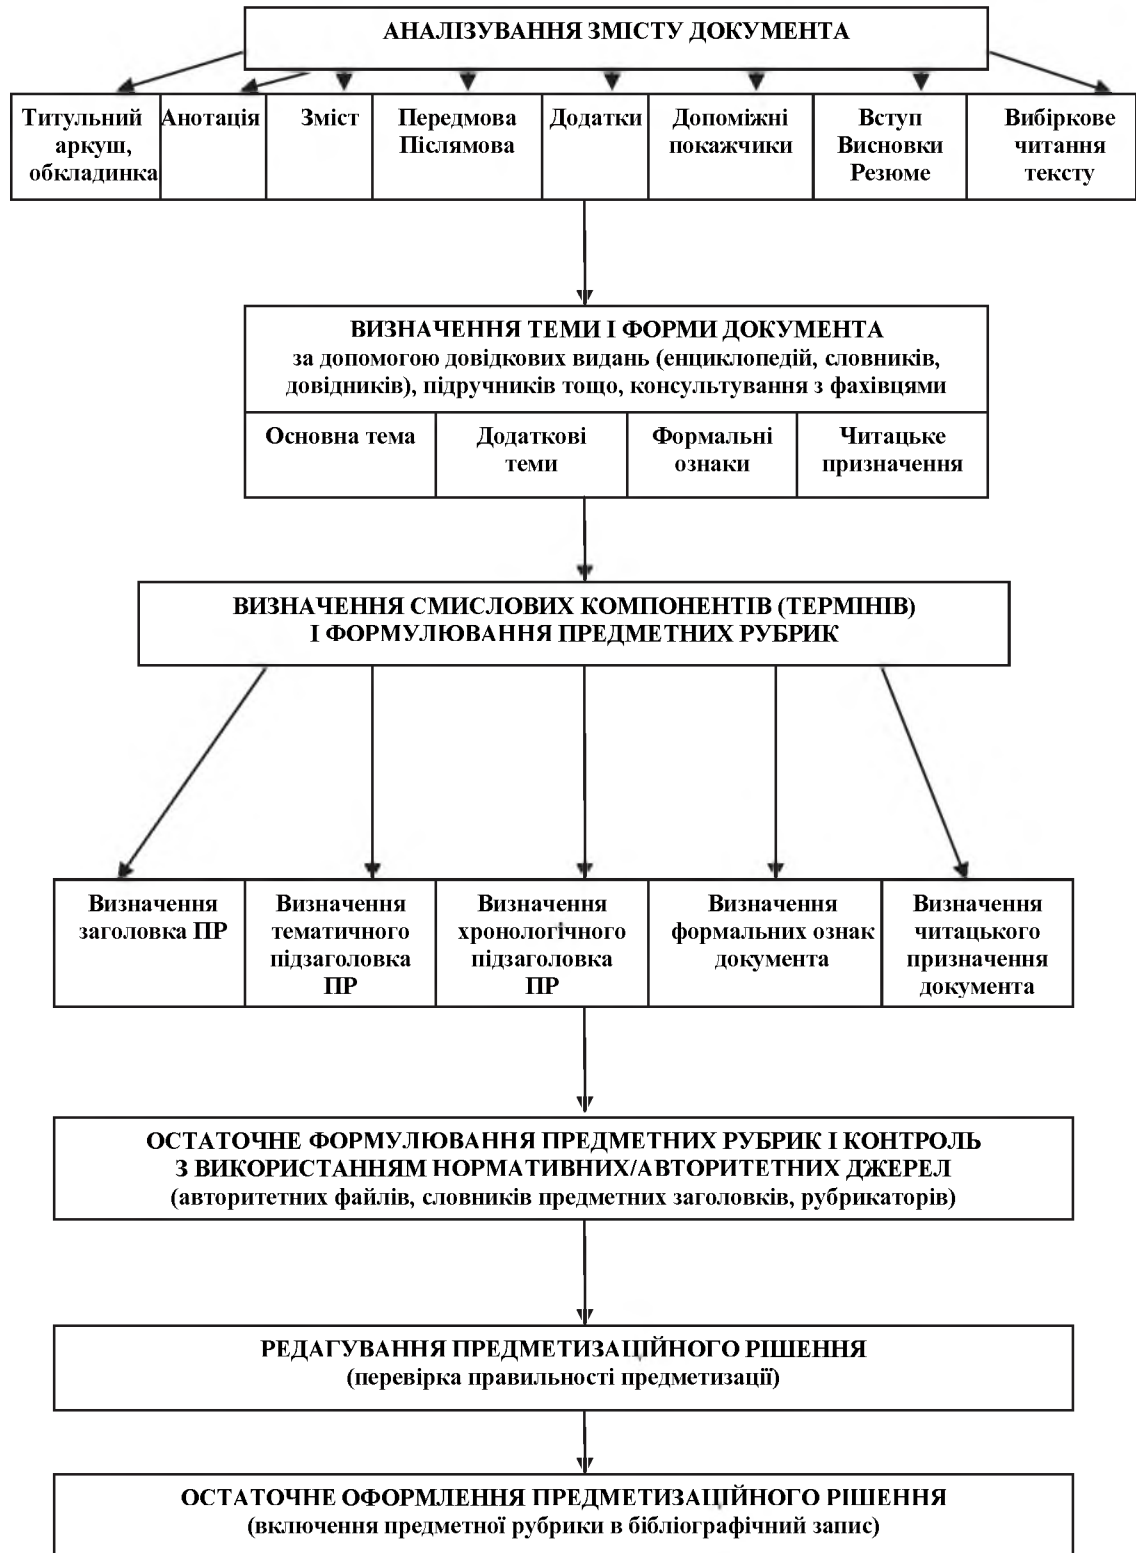 АНАЛІЗУВАННЯ ЗМІСТУ ДОКУМЕНТА
Титульний
аркуш,
обкладинка
Анотація
Зміст
Передмова
Післямова
Додатки
Допоміжні
покажчики
Вступ
Висновки
Резюме
Вибіркове
читання
тексту
ВИЗНАЧЕННЯ ТЕМИ І ФОРМИ ДОКУМЕНТА
за допомогою довідкових видань (енциклопедій, словників,
довідників), підручників тощо, консультування з фахівцями
Основна тема
Додаткові
теми
Формальні
ознаки
Читацьке
призначення
ВИЗНАЧЕННЯ СМИСЛОВИХ КОМПОНЕНТІВ (ТЕРМІНІВ)
І ФОРМУЛЮВАННЯ ПРЕДМЕТНИХ РУБРИК
Визначення
заголовка ПР
Визначення
тематичного
підзаголовка
ПР
Визначення
хронологічного
підзаголовка
ПР
Визначення
формальних ознак
документа
Визначення
читацького
призначення
документа
ОСТАТОЧНЕ ФОРМУЛЮВАННЯ ПРЕДМЕТНИХ РУБРИК І КОНТРОЛЬ
З ВИКОРИСТАННЯМ НОРМАТИВНИХ/АВТОРИТЕТНИХ ДЖЕРЕЛ
(авторитетних файлів, словників предметних заголовків, рубрикаторів)
РЕДАГУВАННЯ ПРЕДМЕТИЗАЦІЙНОГО РІШЕННЯ
(перевірка правильності предметизації)
ОСТАТОЧНЕ ОФОРМЛЕННЯ ПРЕДМЕТИЗАЦІЙНОГО РІШЕННЯ
(включення предметної рубрики в бібліографічний запис)